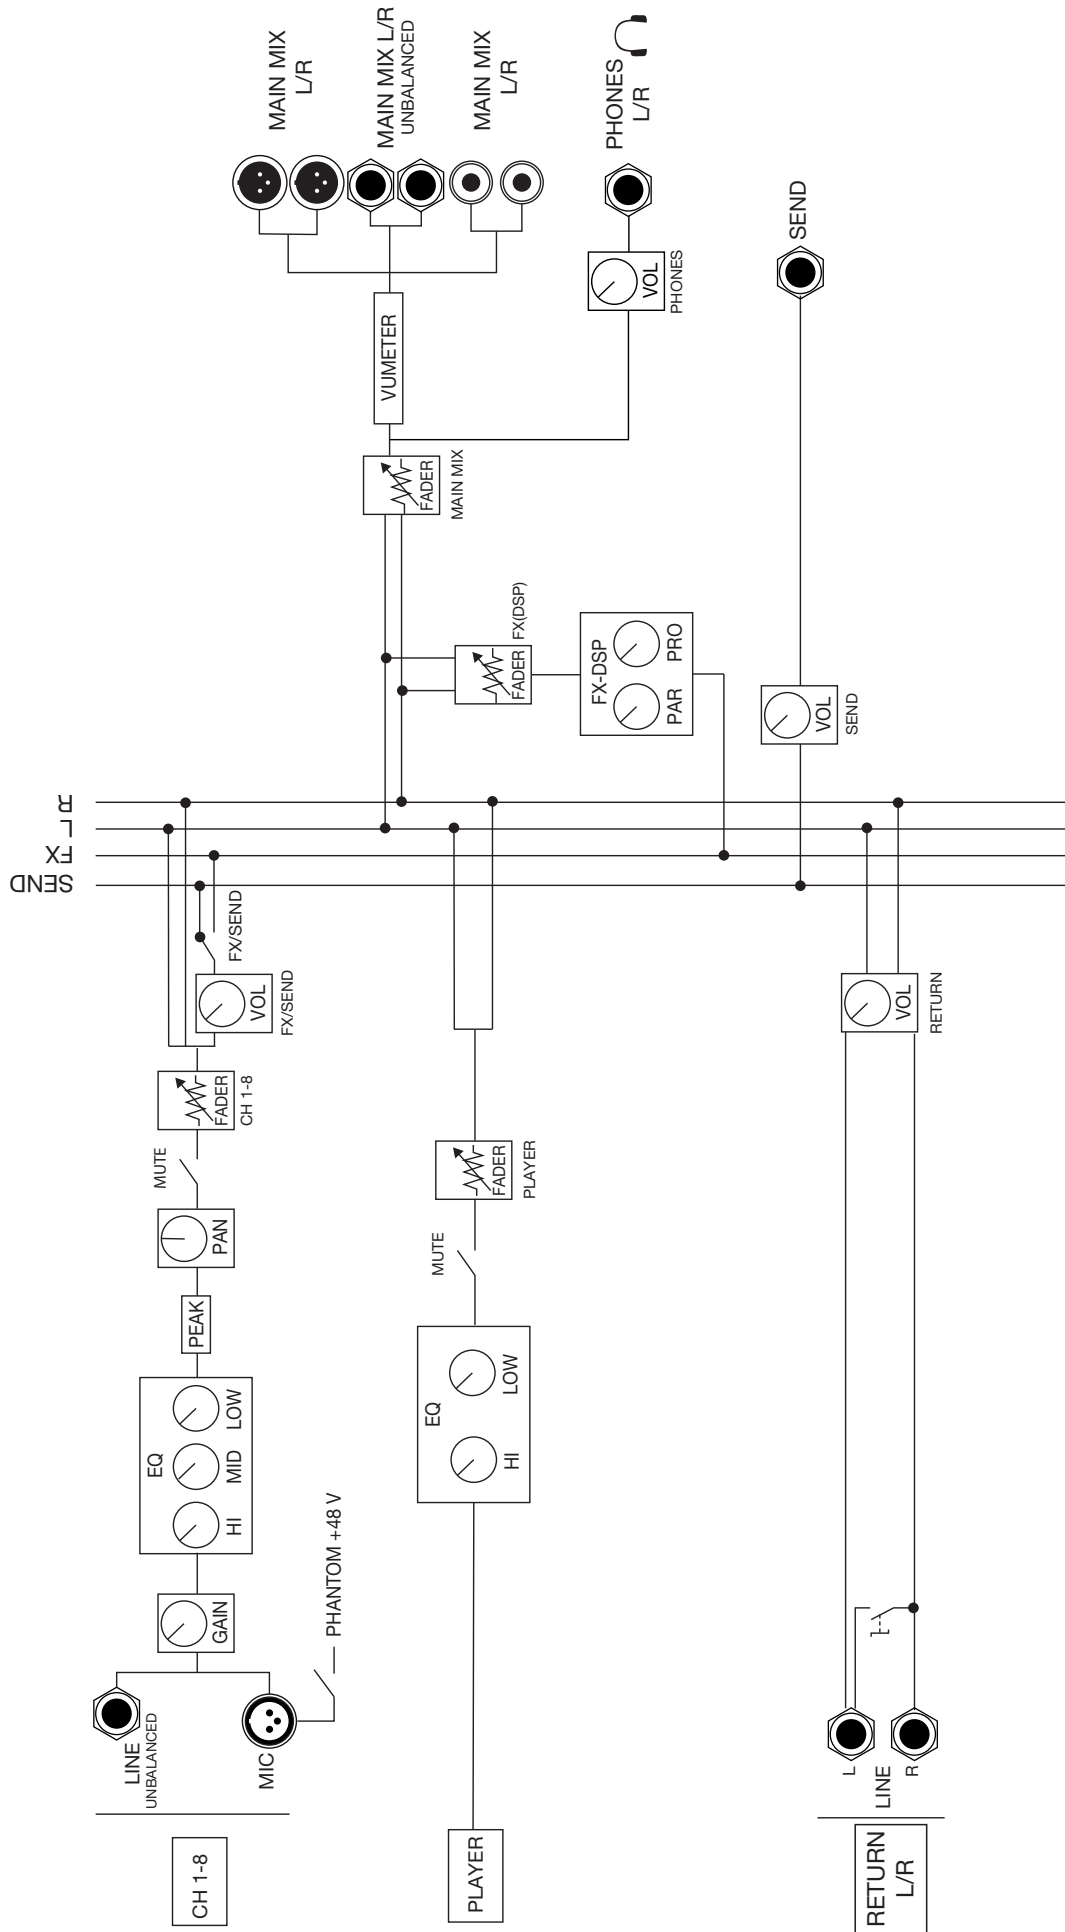 MAIN MIX
L/R
MAIN MIX L/R
UNBALANCED
MAIN MIX
L/R
PHONES
L/R
VUMETER
VOL
PHONES
SEND
FADER
MAIN MIX
FADER
FX(DSP)
FX-DSP
PAR
PRO
VOL
SEND
R
L
FX
SEND
FX/SEND
VOL
FX/SEND
FADER
CH 1-8
MUTE
PAN
PEAK
EQ
HI
MID
LOW
GAIN
PHANTOM +48 V
LINE
UNBALANCED
MIC
CH 1-8
FADER
PLAYER
MUTE
EQ
HI
LOW
PLAYER
VOL
RETURN
L
LINE
R
RETURN
L/R